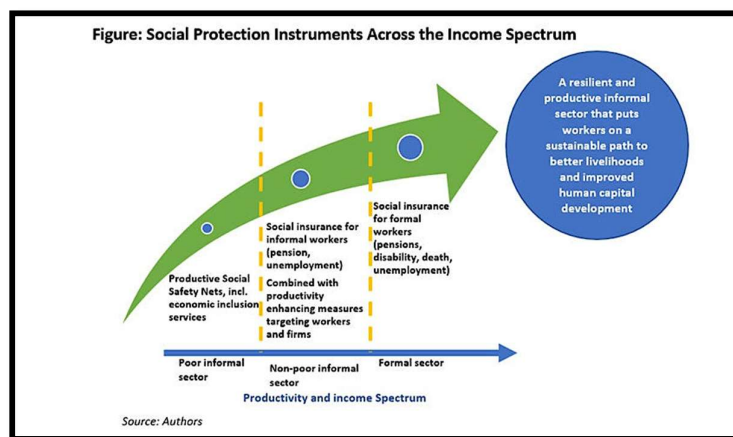 Figure: Social Protection Instruments Across the Income Spectrum
A resilient and
productive informal
sector that puts
workers on a
sustainable path to
better livelihoods
and improved
human capital
development
Productive Social
Safety Nets, incl.
economic inclusion
services
Social insurance for
informal workers
(pension,
unemployment)
Combined with
productivity
enhancing measures
targeting workers
and firms
Social insurance
for formal
workers
(pensions,
disability, death,
unemployment)
Poor informal
sector
Non-poor informal
sector
Formal sector
Productivity and income Spectrum
Source: Authors